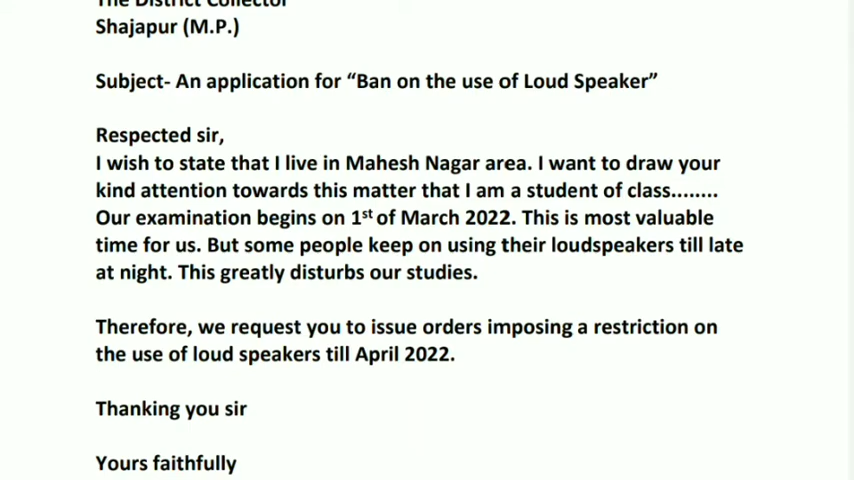 The District Collector
Shajapur (M.P.)
Subject- An application for “Ban on the use of Loud Speaker”
Respected sir,
I wish to state that I live in Mahesh Nagar area. I want to draw your
kind attention towards this matter that I am a student of class........
Our examination begins on 1st of March 2022. This is most valuable
time for us. But some people keep on using their loudspeakers till late
at night. This greatly disturbs our studies.
Therefore, we request you to issue orders imposing a restriction on
the use of loud speakers till April 2022.
Thanking you sir
Yours faithfully